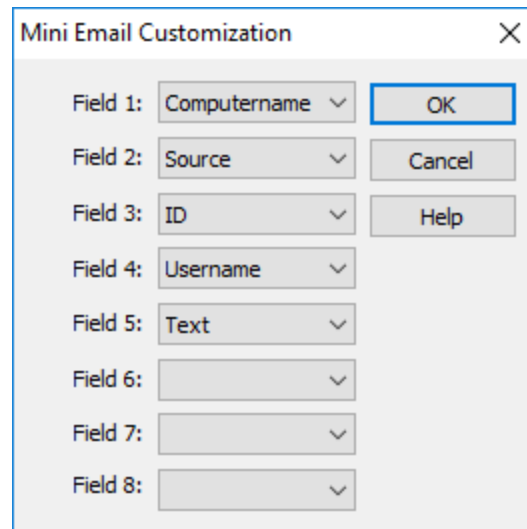 Mini Email Customization
Field 1: Computername OK
Field 2: Source Cancel
Field 3: ID Help
Field 4: Username
Field 5: Text
Field 6:
Field 7:
Field 8: